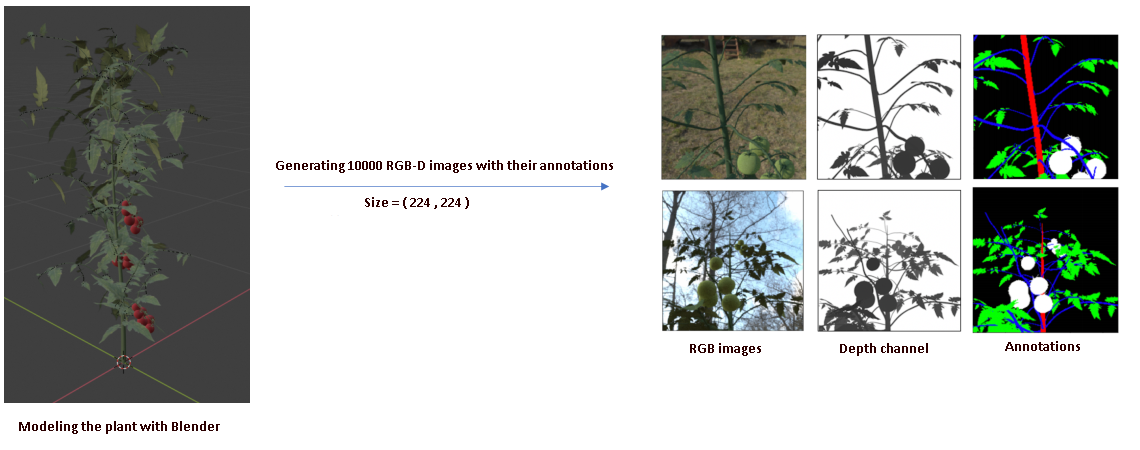 Generating 10000 RGB-D images with their annotations
Size = ( 224 , 224 )
RGB images
Depth channel
Annotations
Modeling the plant with Blender